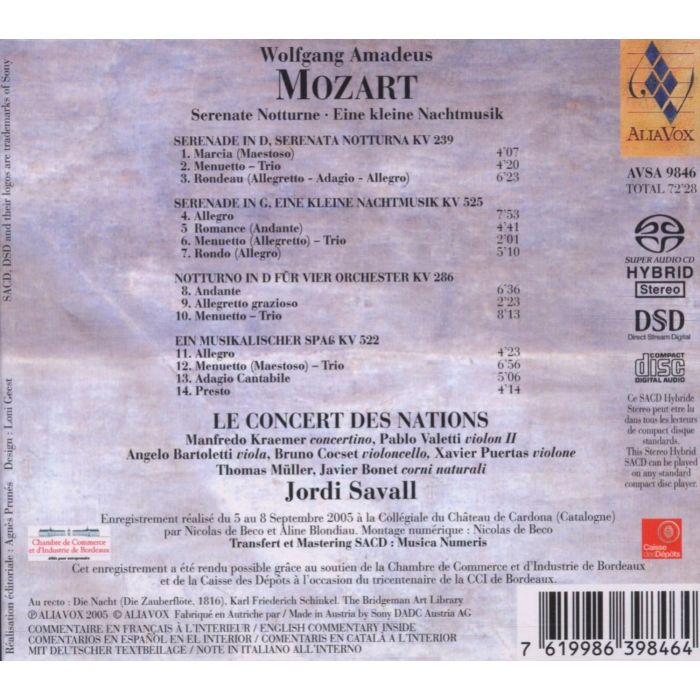 Wolfgang Amadeus
MOZART
Serenate Notturne · Eine kleine Nachtmusik
SERENADE IN D, SERENATA NOTTURNA KV 239
1. Marcia (Maestoso) 4'07
2. Menuetto – Trio 4'20
3. Rondeau (Allegretto - Adagio - Allegro) 6'23
SERENADE IN G, EINE KLEINE NACHTMUSIK KV 525
4. Allegro 7'53
5 Romance (Andante) 4'41
6. Menuetto (Allegretto) – Trio 2'01
7. Rondo (Allegro) 5'10
NOTTURNO IN D FÜR VIER ORCHESTER KV 286
8. Andante 6'36
9. Allegretto grazioso 2'23
10. Menuetto – Trio 8'13
EIN MUSIKALISCHER SPAß KV 522
11. Allegro 4'23
12. Menuetto (Maestoso) – Trio 6'56
13. Adagio Cantabile 5'06
14. Presto 4'14
LE CONCERT DES NATIONS
Manfredo Kraemer concertino, Pablo Valetti violon II
Angelo Bartoletti viola, Bruno Cocset violoncello, Xavier Puertas violone
Thomas Müller, Javier Bonet corni naturali
Jordi Savall
Enregistrement réalisé du 5 au 8 Septembre 2005 à la Collégiale du Château de Cardona (Catalogne)
par Nicolas de Beco et Aline Blondiau. Montage numérique : Nicolas de Beco
Transfert et Mastering SACD : Musica Numeris
Cet enregistrement a été rendu possible grâce au soutien de la Chambre de Commerce et d'Industrie de Bordeaux
et de la Caisse des Dépôts à l'occasion du tricentenaire de la CCI de Bordeaux.
Au recto : Die Nacht (Die Zauberflöte, 1816), Karl Friederich Schinkel. The Bridgeman Art Library
Ⓟ ALIAVOX 2005 © ALIAVOX Fabriqué en Autriche par / Made in Austria by Sony DADC Austria AG
COMMENTAIRE EN FRANÇAIS À L'INTERIEUR / ENGLISH COMMENTARY INSIDE
COMENTARIOS EN ESPAÑOL EN EL INTERIOR / COMENTARIS EN CATALÀ A L'INTERIOR
MIT DEUTSCHER TEXTBEILAGE / NOTE IN ITALIANO ALL'INTERNO
ALIAVOX
AVSA 9846
TOTAL 72'28
SUPER AUDIO CD
HYBRID
Stereo
DSD
Direct Stream Digital
COMPACT
disc
DIGITAL AUDIO
Ce SACD Hybride
Stereo peut être lu
dans tous les lecteurs
de compact disque
standards.
This Stereo Hybrid
SACD can be played
on any standard
compact disc player.
Caisse
des Dépôts
Chambre de Commerce
et d'Industrie de Bordeaux
7 619986 398464
SACD, DSD and their logos are trademarks of Sony
Réalisation editoriale : Agnès Prunés Design : Loni Geest